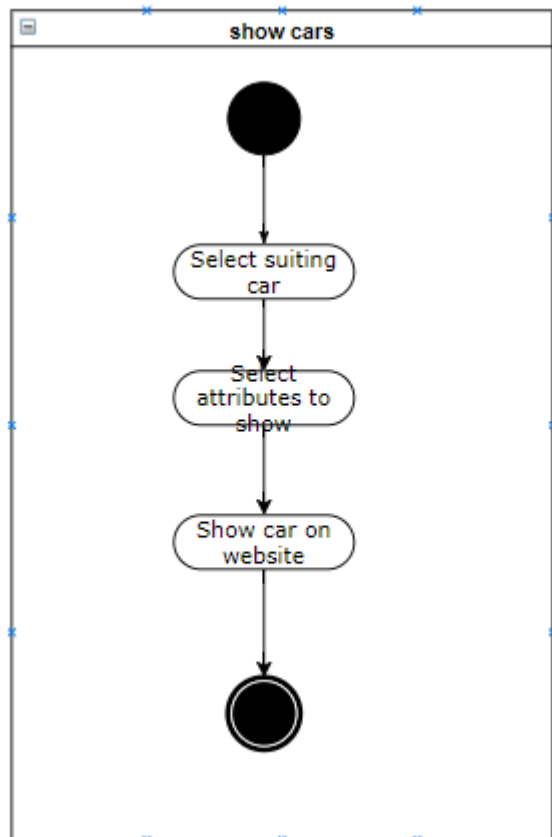 show cars
Select suiting
car
Select
attributes to
show
Show car on
website